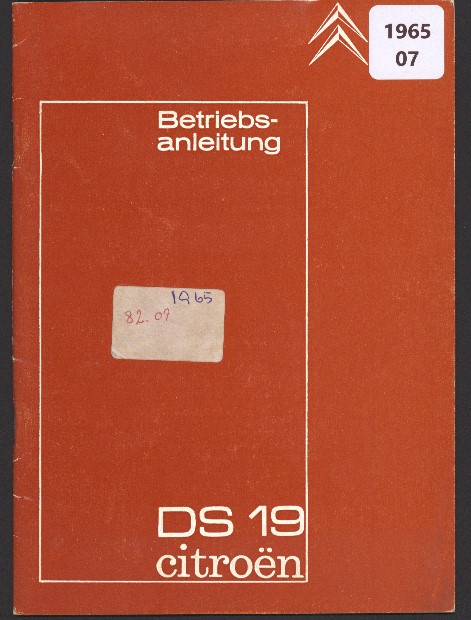 1965
07
Betriebs-
anleitung
1965
82.07
DS 19
citroën